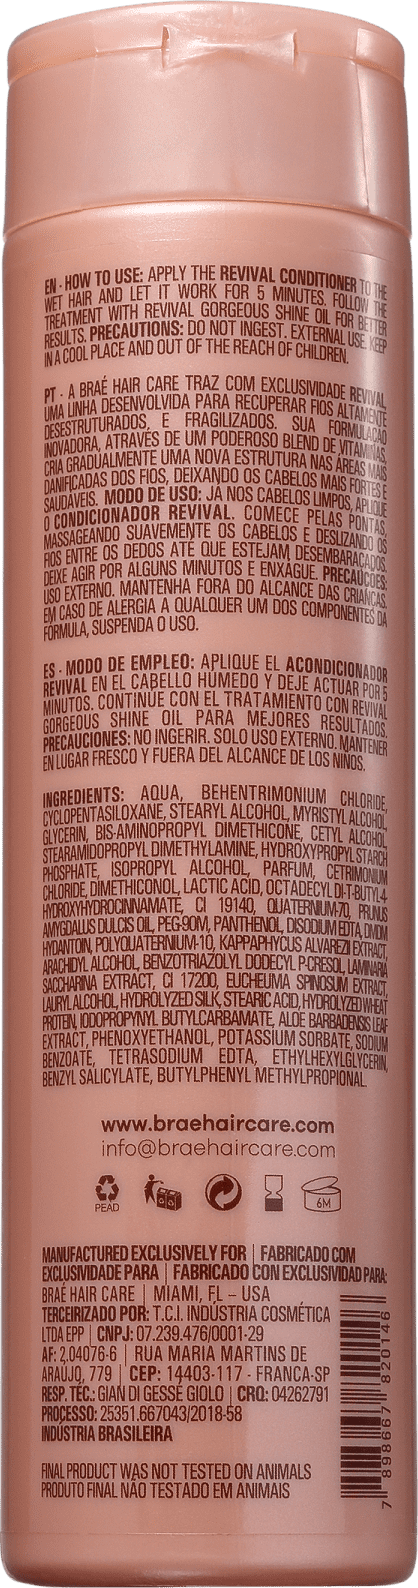 EN - HOW TO USE: APPLY THE REVIVAL CONDITIONER TO THE
WET HAIR AND LET IT WORK FOR 5 MINUTES. FOLLOW THE
TREATMENT WITH REVIVAL GORGEOUS SHINE OIL FOR BETTER
RESULTS. PRECAUTIONS: DO NOT INGEST. EXTERNAL USE. KEEP
IN A COOL PLACE AND OUT OF THE REACH OF CHILDREN.
PT - A BRAÉ HAIR CARE TRAZ COM EXCLUSIVIDADE REVIVAL,
UMA LINHA DESENVOLVIDA PARA RECUPERAR FIOS ALTAMENTE
DESESTRUTURADOS, E FRAGILIZADOS. SUA FORMULAÇÃO
INOVADORA, ATRAVÉS DE UM PODEROSO BLEND DE VITAMINAS,
CRIA GRADUALMENTE UMA NOVA ESTRUTURA NAS ÁREAS MAIS
DANIFICADAS DOS FIOS, DEIXANDO OS CABELOS MAIS FORTES E
SAUDÁVEIS. MODO DE USO: JÁ NOS CABELOS LIMPOS, APLIQUE
O CONDICIONADOR REVIVAL. COMECE PELAS PONTAS,
MASSAGEANDO SUAVEMENTE OS CABELOS E DESLIZANDO OS
FIOS ENTRE OS DEDOS ATÉ QUE ESTEJAM DESEMBARAÇADOS.
DEIXE AGIR POR ALGUNS MINUTOS E ENXÁGUE. PRECAUÇÕES:
USO EXTERNO. MANTENHA FORA DO ALCANCE DAS CRIANÇAS.
EM CASO DE ALERGIA A QUALQUER UM DOS COMPONENTES DA
FÓRMULA, SUSPENDA O USO.
ES - MODO DE EMPLEO: APLIQUE EL ACONDICIONADOR
REVIVAL EN EL CABELLO HUMEDO Y DEJE ACTUAR POR 5
MINUTOS. CONTINÚE CON EL TRATAMIENTO CON REVIVAL
GORGEOUS SHINE OIL PARA MEJORES RESULTADOS.
PRECAUCIONES: NO INGERIR. SOLO USO EXTERNO. MANTENER
EN LUGAR FRESCO Y FUERA DEL ALCANCE DE LOS NINOS.
INGREDIENTS: AQUA, BEHENTRIMONIUM CHLORIDE,
CYCLOPENTASILOXANE, STEARYL ALCOHOL, MYRISTYL ALCOHOL,
GLYCERIN, BIS-AMINOPROPYL DIMETHICONE, CETYL ALCOHOL,
STEARAMIDOPROPYL DIMETHYLAMINE, HYDROXYPROPYL STARCH
PHOSPHATE, ISOPROPYL ALCOHOL, PARFUM, CETRIMONIUM
CHLORIDE, DIMETHICONOL, LACTIC ACID, OCTADECYL DI-T-BUTYL-4-
HYDROXYHYDROCINNAMATE, CI 19140, QUATERNIUM-70, PRUNUS
AMYGDALUS DULCIS OIL, PEG-90M, PANTHENOL, DISODIUM EDTA, DMDM
HYDANTOIN, POLYQUATERNIUM-10, KAPPAPHYCUS ALVAREZII EXTRACT,
ARACHIDYL ALCOHOL, BENZOTRIAZOLYL DODECYL P-CRESOL, LAMINARIA
SACCHARINA EXTRACT, CI 17200, EUCHEUMA SPINOSUM EXTRACT,
LAURYL ALCOHOL, HYDROLYZED SILK, STEARIC ACID, HYDROLYZED WHEAT
PROTEIN, IODOPROPYNYL BUTYLCARBAMATE, ALOE BARBADENSIS LEAF
EXTRACT, PHENOXYETHANOL, POTASSIUM SORBATE, SODIUM
BENZOATE, TETRASODIUM EDTA, ETHYLHEXYLGLYCERIN,
BENZYL SALICYLATE, BUTYLPHENYL METHYLPROPIONAL.
www.braehaircare.com
info@braehaircare.com
PEAD
6M
MANUFACTURED EXCLUSIVELY FOR | FABRICADO COM
EXCLUSIVIDADE PARA | FABRICADO CON EXCLUSIVIDAD PARA:
BRAÉ HAIR CARE | MIAMI, FL – USA
TERCEIRIZADO POR: T.C.I. INDÚSTRIA COSMÉTICA
LTDA EPP | CNPJ: 07.239.476/0001-29
AF: 2.04076-6 | RUA MARIA MARTINS DE
ARAÚJO, 779 | CEP: 14403-117 - FRANCA-SP
RESP. TÉC.: GIAN DI GESSE GIOLO | CRQ: 04262791
PROCESSO: 25351.667043/2018-58
INDÚSTRIA BRASILEIRA
7 898667 820146
FINAL PRODUCT WAS NOT TESTED ON ANIMALS
PRODUTO FINAL NÃO TESTADO EM ANIMAIS